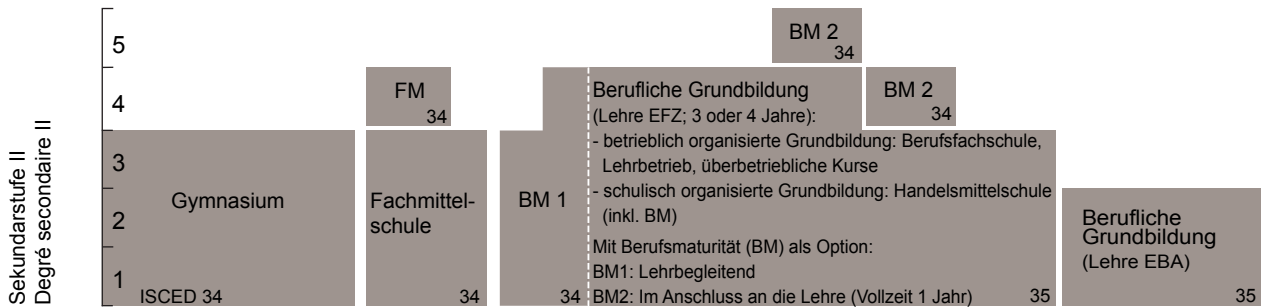 Sekundarstufe II
Degré secondaire II
5
4
3
2
1
BM 2
34
FM
34
BM 2
34
Gymnasium
ISCED 34
Fachmittel-
schule
34
BM 1
34
Berufliche Grundbildung
(Lehre EFZ; 3 oder 4 Jahre):
- betrieblich organisierte Grundbildung: Berufsfachschule,
Lehrbetrieb, überbetriebliche Kurse
- schulisch organisierte Grundbildung: Handelsmittelschule
(inkl. BM)
Mit Berufsmaturität (BM) als Option:
BM1: Lehrbegleitend
BM2: Im Anschluss an die Lehre (Vollzeit 1 Jahr)
35
Berufliche
Grundbildung
(Lehre EBA)
35